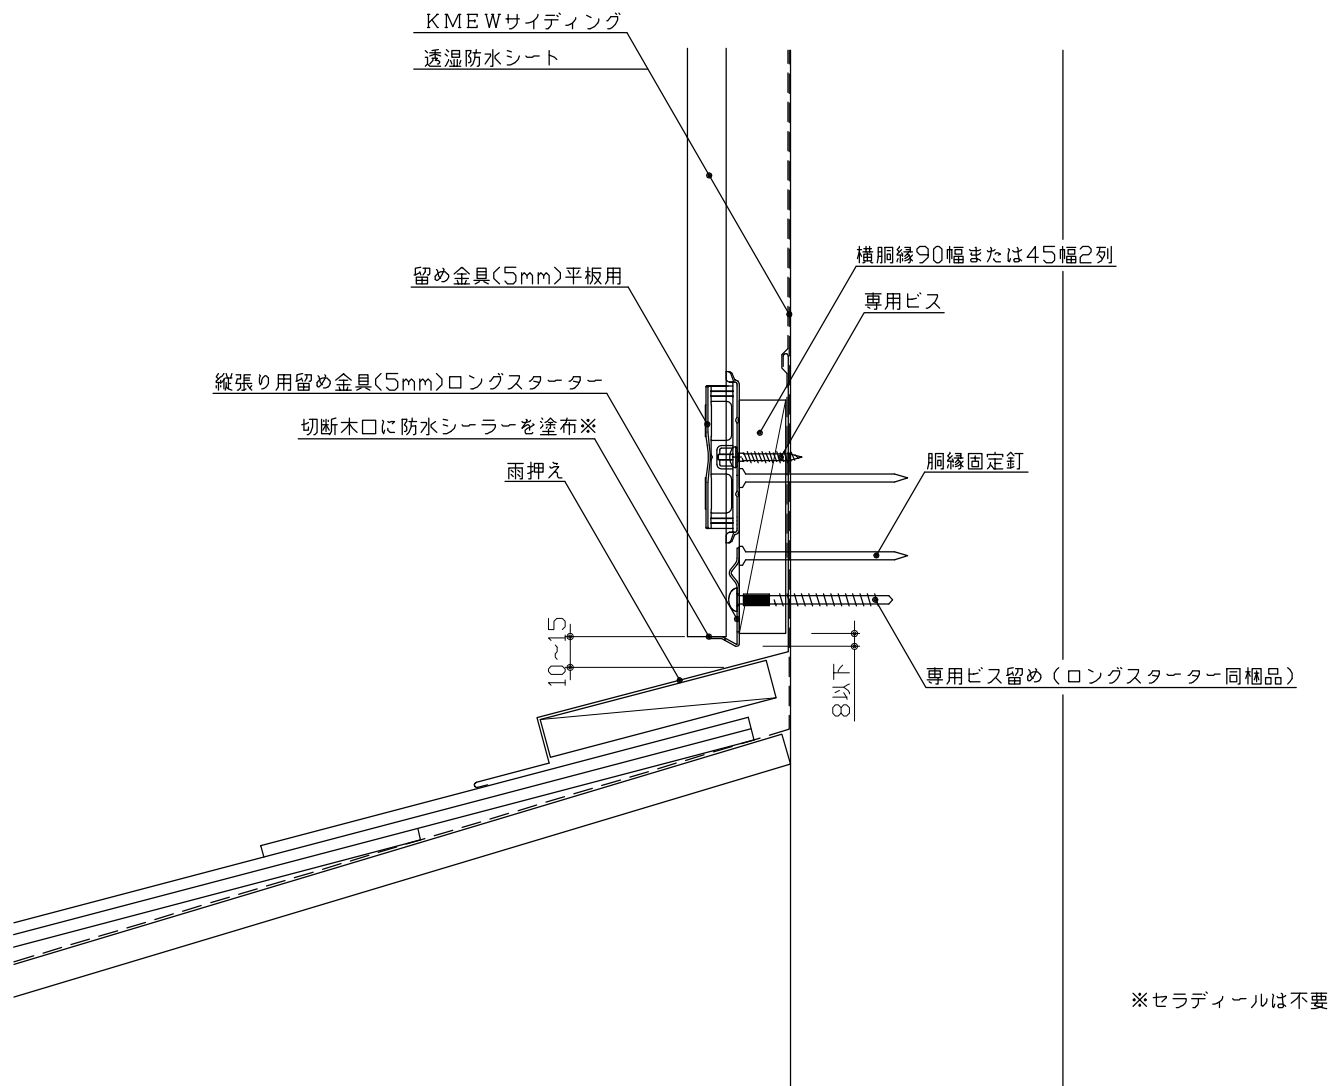 KMEWサイディング
透湿防水シート
横胴縁90幅または45幅2列
留め金具(5mm)平板用
専用ビス
縦張り用留め金具(5mm)ロングスターター
切断木口に防水シーラーを塗布※
胴縁固定釘
雨押え
10~15
8以下
専用ビス留め(ロングスターター同梱品)
※セラディールは不要